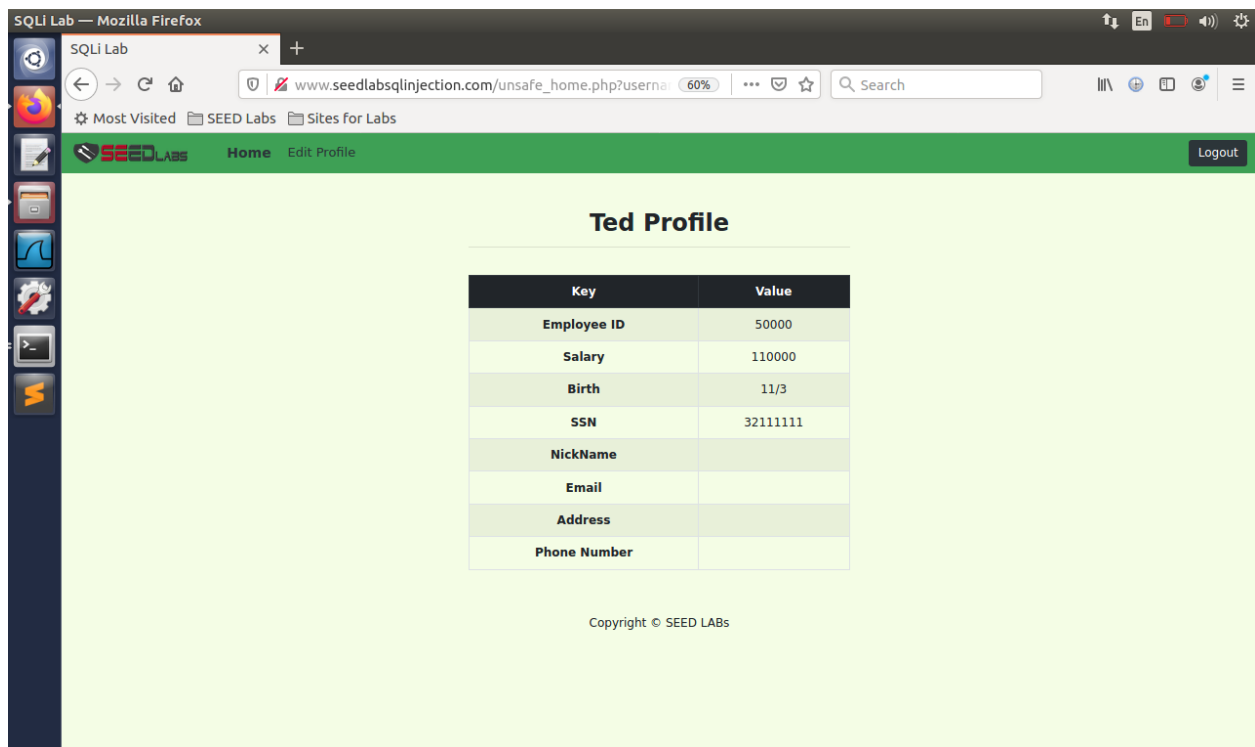 SQLi Lab — Mozilla Firefox
En
SQLi Lab
www.seedlabsqlinjection.com/unsafe_home.php?userna 60% Search
Most Visited SEED Labs Sites for Labs
SEEDLABS Home Edit Profile Logout
Ted Profile
Key Value
Employee ID 50000
Salary 110000
Birth 11/3
SSN 32111111
NickName
Email
Address
Phone Number
Copyright © SEED LABs